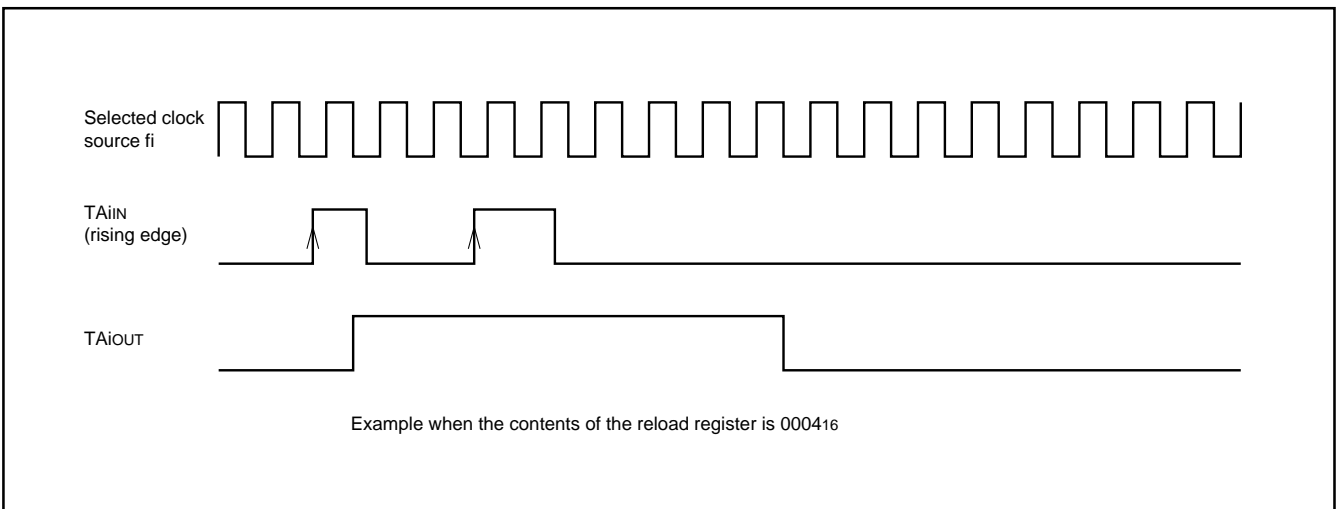 Selected clock
source fi
TAiIN
(rising edge)
TAiOUT
Example when the contents of the reload register is 000416